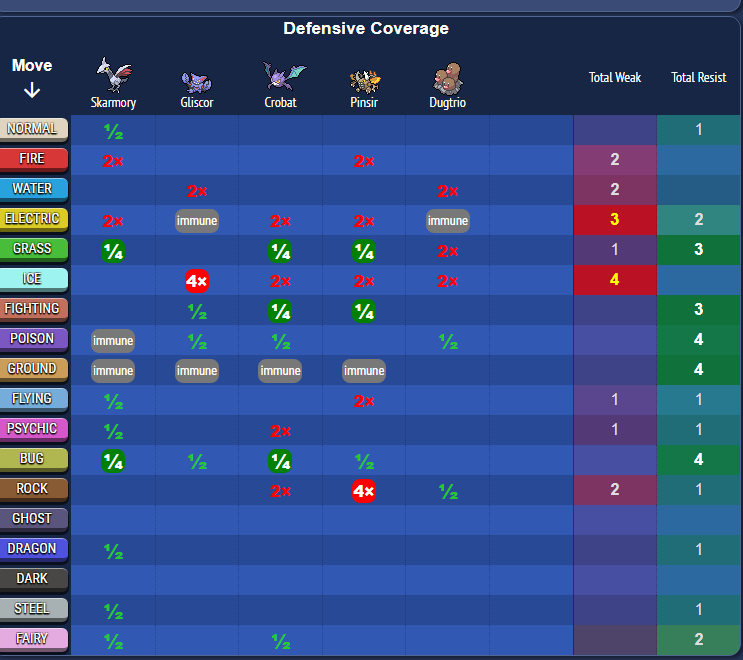 Defensive Coverage
Move Skarmory Gliscor Crobat Pinsir Dugtrio Total Weak Total Resist
↓
NORMAL ½ 1
FIRE 2× 2× 2
WATER 2× 2× 2
ELECTRIC 2× immune 2× 2× immune 3 2
GRASS ¼ ¼ ¼ 2× 1 3
ICE 4× 2× 2× 2× 4
FIGHTING ½ ¼ ¼ 3
POISON immune ½ ½ ½ 4
GROUND immune immune immune immune 4
FLYING ½ 2× 1 1
PSYCHIC ½ 2× 1 1
BUG ¼ ½ ¼ ½ 4
ROCK 2× 4× ½ 2 1
GHOST
DRAGON ½ 1
DARK
STEEL ½ 1
FAIRY ½ ½ 2